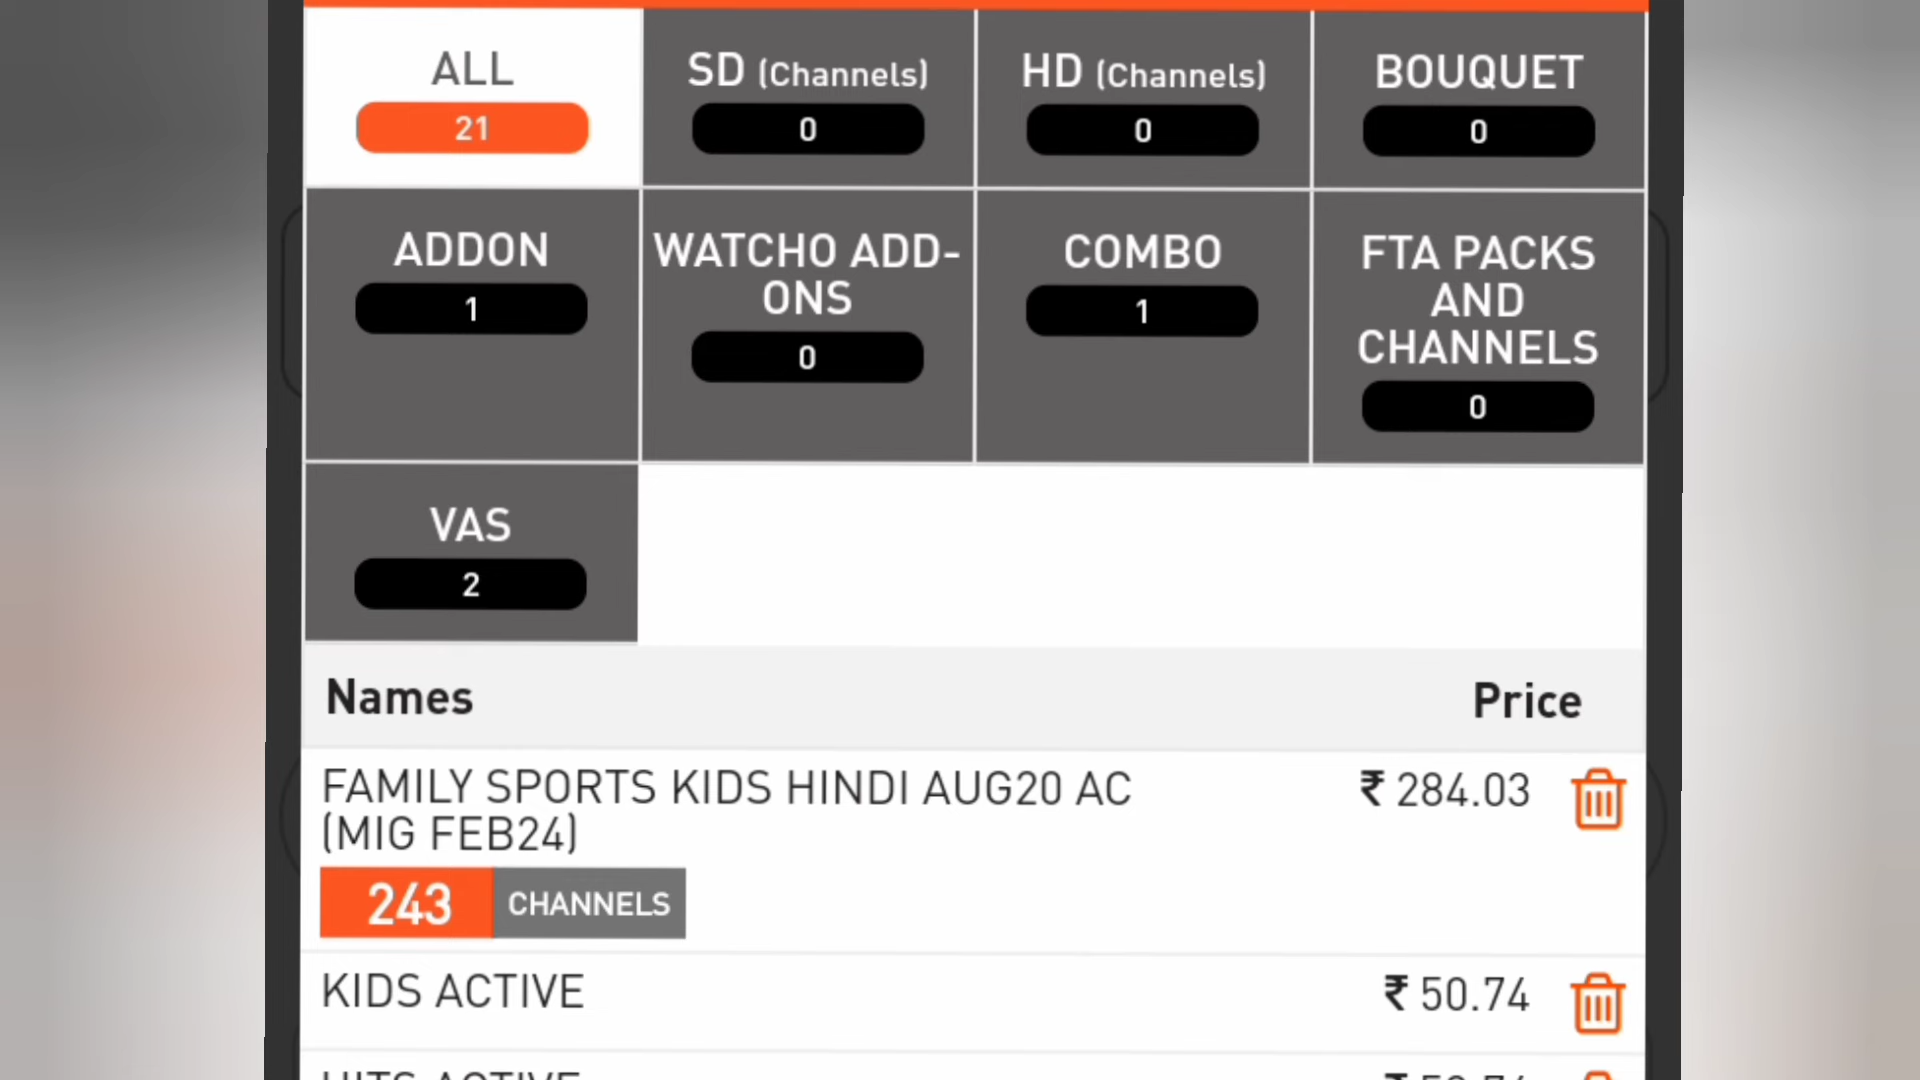 ALL
21
SD (Channels)
0
HD (Channels)
0
BOUQUET
0
ADDON
1
WATCHO ADD-
ONS
0
COMBO
1
FTA PACKS
AND
CHANNELS
0
VAS
2
Names
Price
FAMILY SPORTS KIDS HINDI AUG20 AC
(MIG FEB24)
₹ 284.03
243 CHANNELS
KIDS ACTIVE
₹ 50.74
HITS ACTIVE